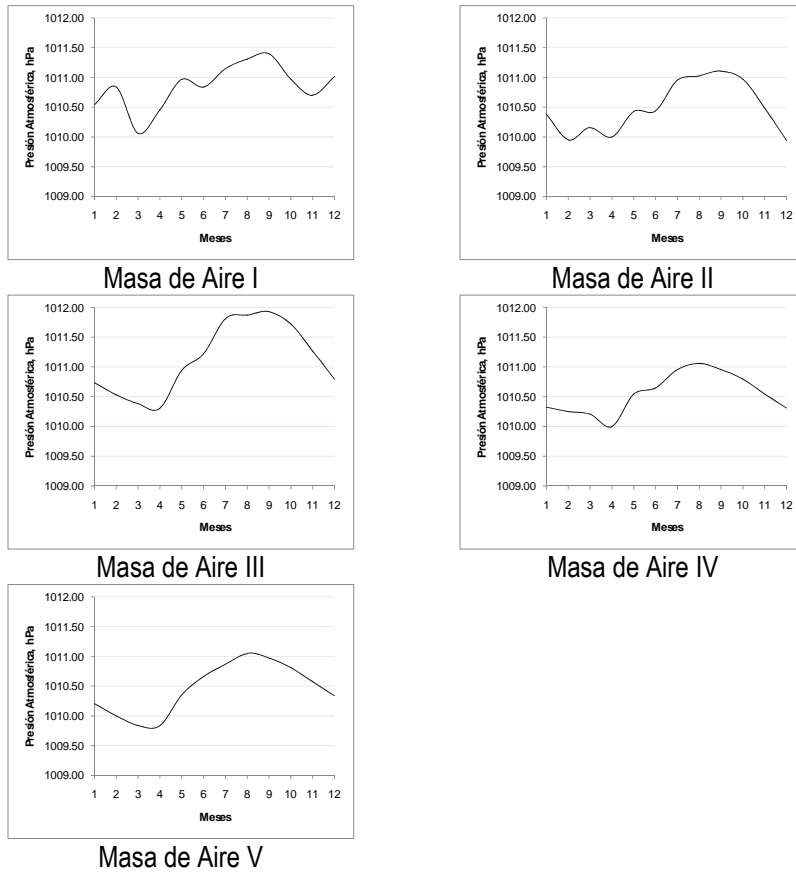 1012.00
1011.50
1011.00
1010.50
1010.00
1009.50
1009.00
Presión Atmosférica, hPa
1 2 3 4 5 6 7 8 9 10 11 12
Meses
Masa de Aire I
1012.00
1011.50
1011.00
1010.50
1010.00
1009.50
1009.00
Presión Atmosférica, hPa
1 2 3 4 5 6 7 8 9 10 11 12
Meses
Masa de Aire II
1012.00
1011.50
1011.00
1010.50
1010.00
1009.50
1009.00
Presión Atmosférica, hPa
1 2 3 4 5 6 7 8 9 10 11 12
Meses
Masa de Aire III
1012.00
1011.50
1011.00
1010.50
1010.00
1009.50
1009.00
Presión Atmosférica, hPa
1 2 3 4 5 6 7 8 9 10 11 12
Meses
Masa de Aire IV
1012.00
1011.50
1011.00
1010.50
1010.00
1009.50
1009.00
Presión Atmosférica, hPa
1 2 3 4 5 6 7 8 9 10 11 12
Meses
Masa de Aire V